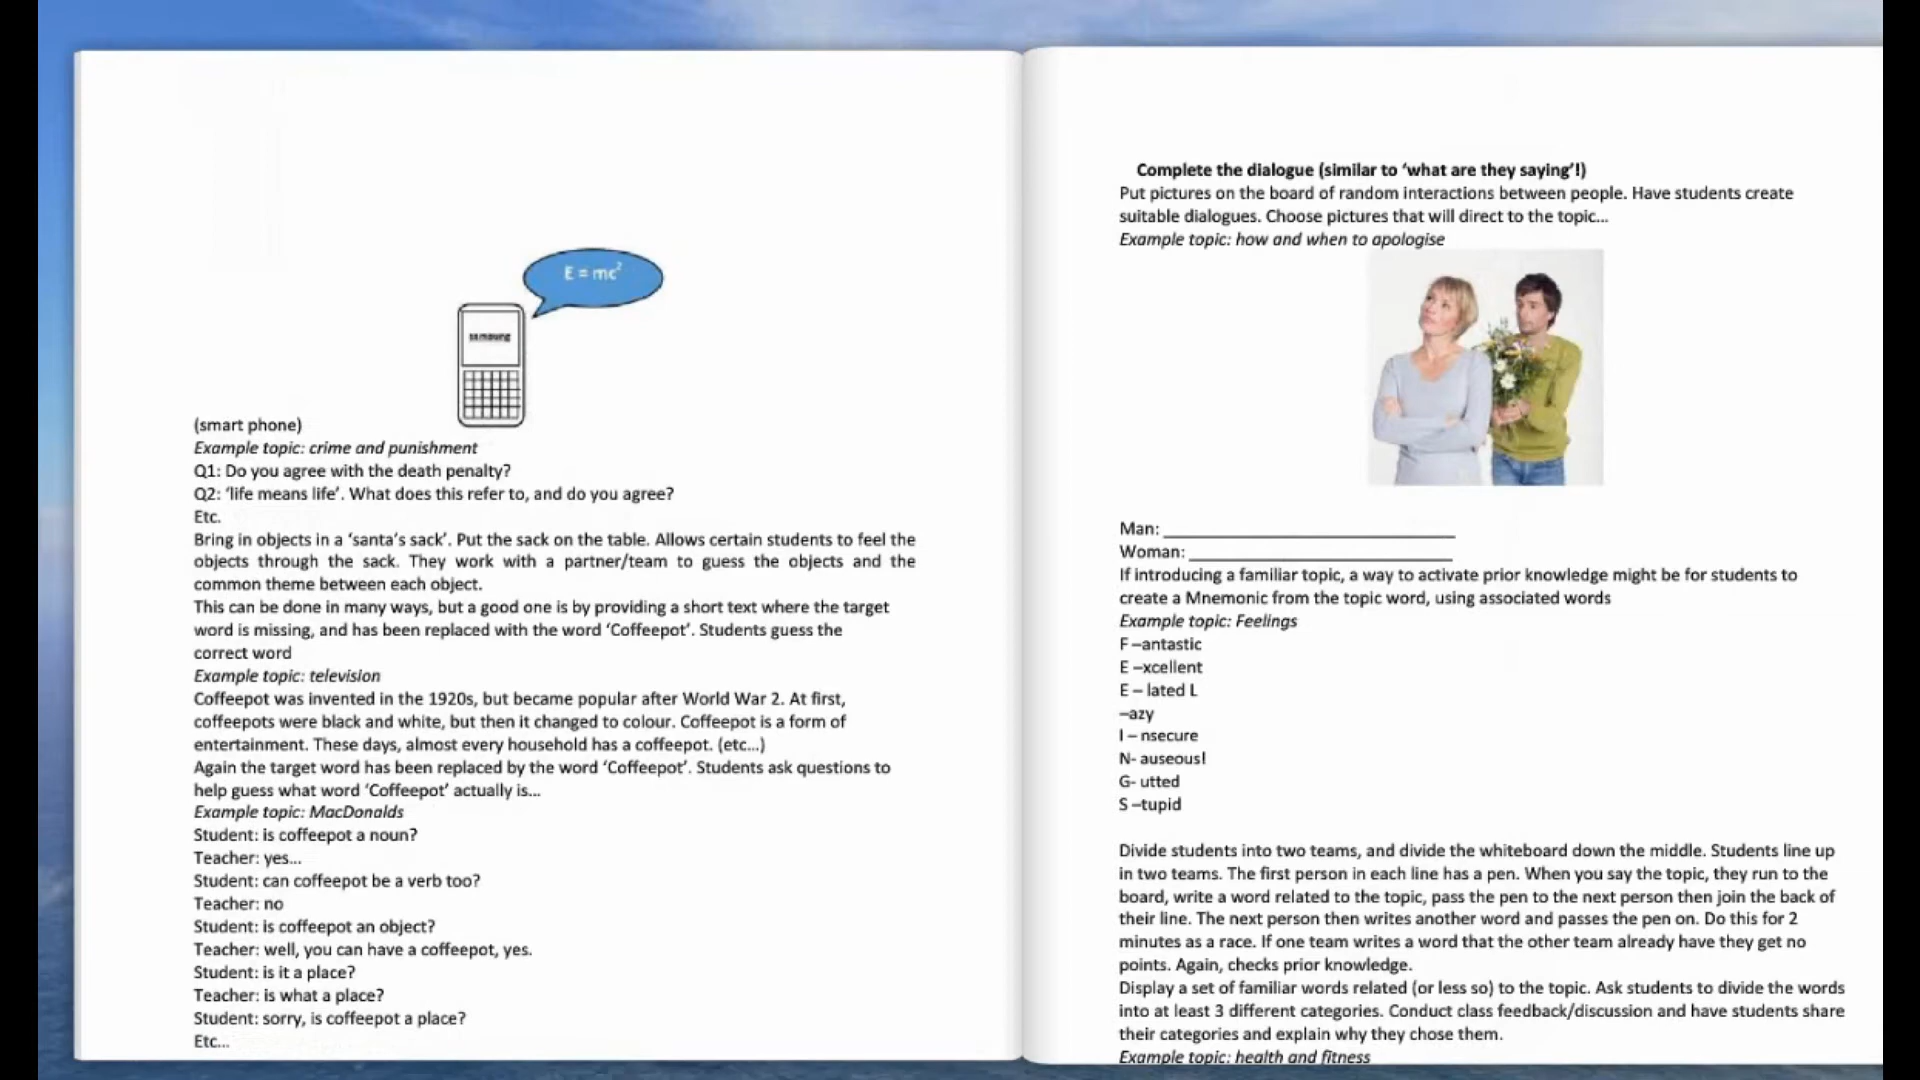 E = mc²
samsung
(smart phone)
Example topic: crime and punishment
Q1: Do you agree with the death penalty?
Q2: ‘life means life’. What does this refer to, and do you agree?
Etc.
Bring in objects in a ‘santa’s sack’. Put the sack on the table. Allows certain students to feel the
objects through the sack. They work with a partner/team to guess the objects and the
common theme between each object.
This can be done in many ways, but a good one is by providing a short text where the target
word is missing, and has been replaced with the word ‘Coffeepot’. Students guess the
correct word
Example topic: television
Coffeepot was invented in the 1920s, but became popular after World War 2. At first,
coffeepots were black and white, but then it changed to colour. Coffeepot is a form of
entertainment. These days, almost every household has a coffeepot. (etc...)
Again the target word has been replaced by the word ‘Coffeepot’. Students ask questions to
help guess what word ‘Coffeepot’ actually is...
Example topic: MacDonalds
Student: is coffeepot a noun?
Teacher: yes...
Student: can coffeepot be a verb too?
Teacher: no
Student: is coffeepot an object?
Teacher: well, you can have a coffeepot, yes.
Student: is it a place?
Teacher: is what a place?
Student: sorry, is coffeepot a place?
Etc...
Complete the dialogue (similar to ‘what are they saying’!)
Put pictures on the board of random interactions between people. Have students create
suitable dialogues. Choose pictures that will direct to the topic...
Example topic: how and when to apologise
Man: ______________________________
Woman: ___________________________
If introducing a familiar topic, a way to activate prior knowledge might be for students to
create a Mnemonic from the topic word, using associated words
Example topic: Feelings
F –antastic
E –xcellent
E – lated L
–azy
I – nsecure
N- auseous!
G- utted
S –tupid
Divide students into two teams, and divide the whiteboard down the middle. Students line up
in two teams. The first person in each line has a pen. When you say the topic, they run to the
board, write a word related to the topic, pass the pen to the next person then join the back of
their line. The next person then writes another word and passes the pen on. Do this for 2
minutes as a race. If one team writes a word that the other team already have they get no
points. Again, checks prior knowledge.
Display a set of familiar words related (or less so) to the topic. Ask students to divide the words
into at least 3 different categories. Conduct class feedback/discussion and have students share
their categories and explain why they chose them.
Example topic: health and fitness